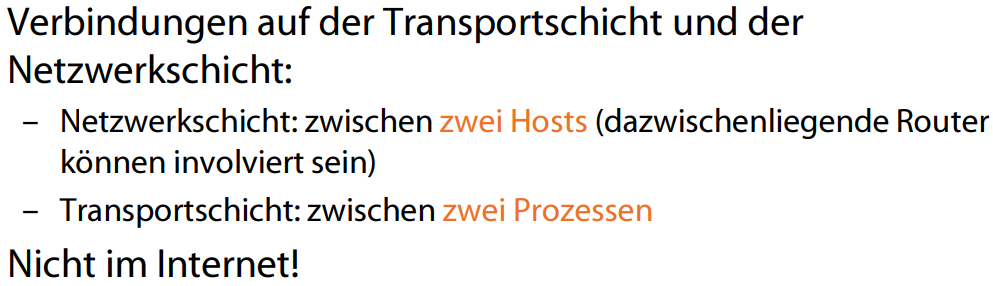 Verbindungen auf der Transportschicht und der
Netzwerkschicht:
– Netzwerkschicht: zwischen zwei Hosts (dazwischenliegende Router
können involviert sein)
– Transportschicht: zwischen zwei Prozessen
Nicht im Internet!